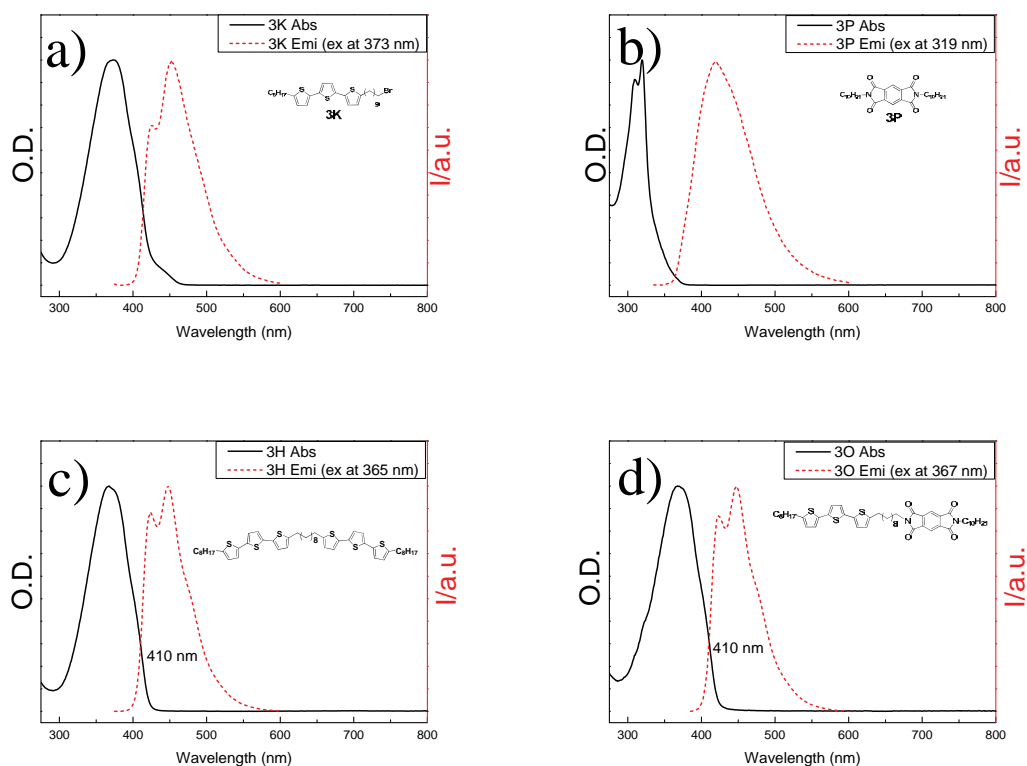 a)
3K Abs
3K Emi (ex at 373 nm)
C8H17
S
S
S
Br
9
3K
O.D.
I/a.u.
300 400 500 600 700 800
Wavelength (nm)
b)
3P Abs
3P Emi (ex at 319 nm)
O O
C10H21-N N-C10H21
O O
3P
O.D.
I/a.u.
300 400 500 600 700 800
Wavelength (nm)
c)
3H Abs
3H Emi (ex at 365 nm)
C8H17
S
S
S
8
S
S
S
C8H17
410 nm
O.D.
I/a.u.
300 400 500 600 700 800
Wavelength (nm)
d)
3O Abs
3O Emi (ex at 367 nm)
C8H17
S
S
S
8
O O
N N-C10H21
O O
410 nm
O.D.
I/a.u.
300 400 500 600 700 800
Wavelength (nm)